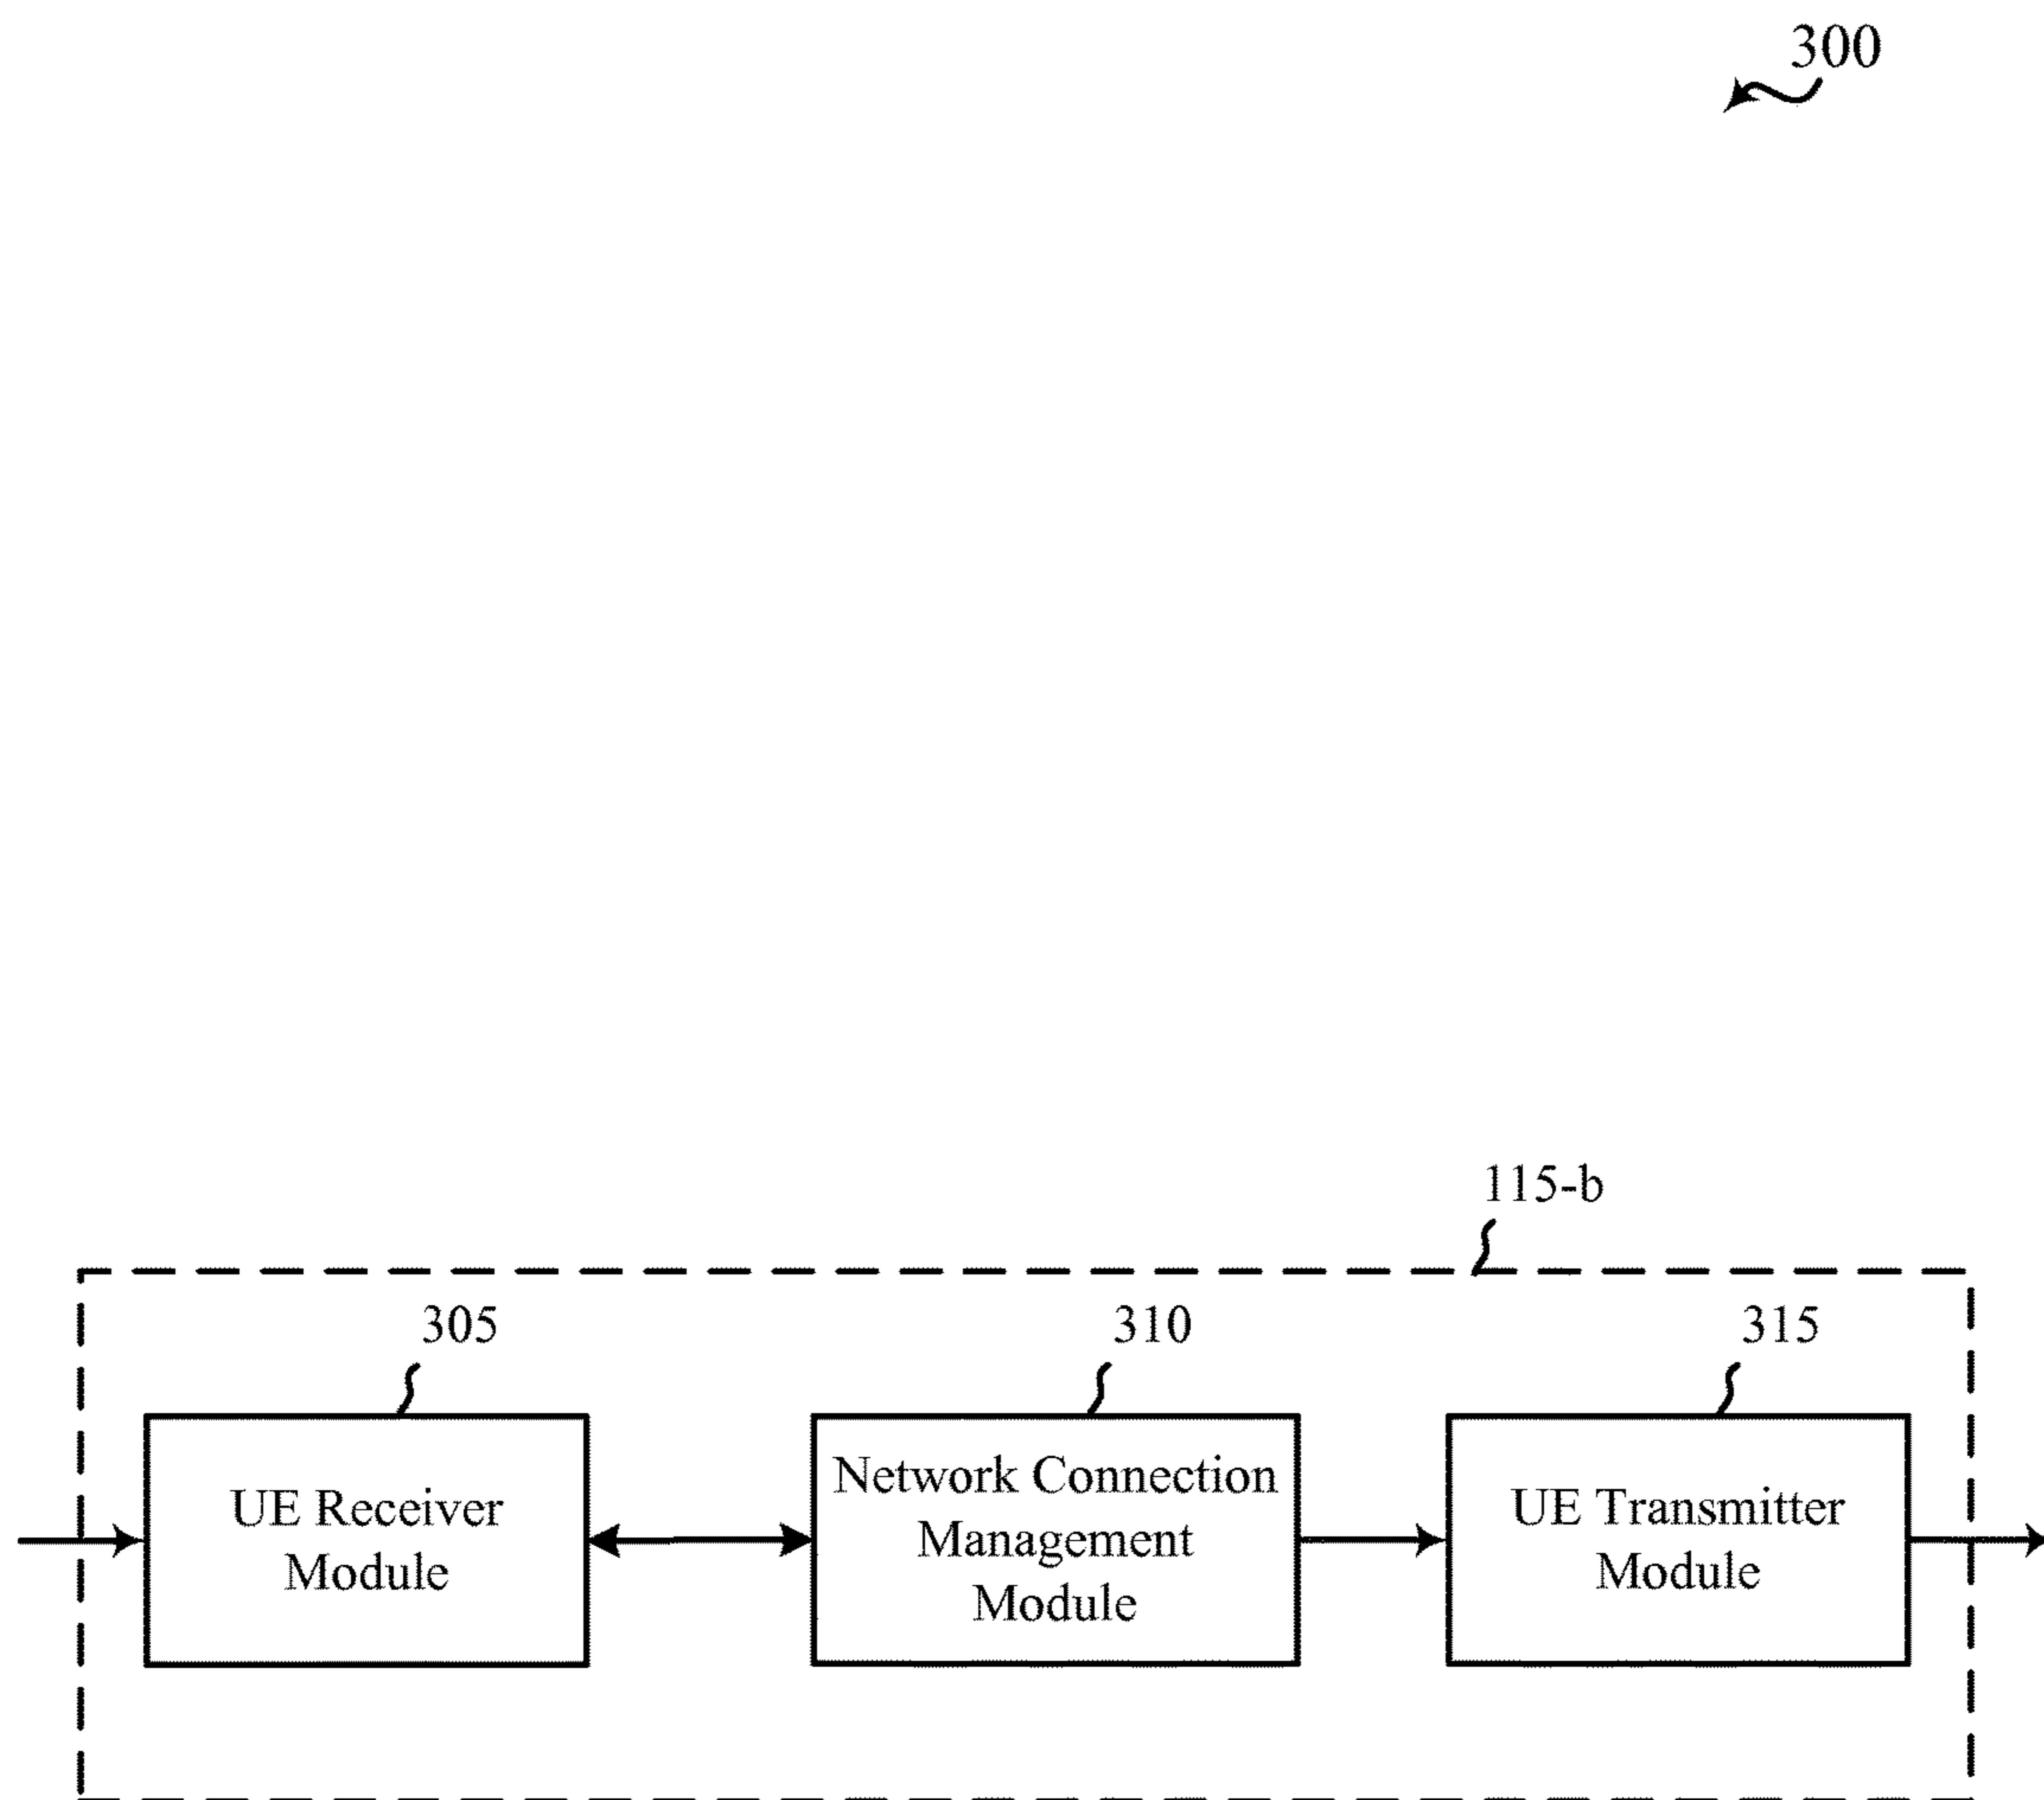 300
115-b
305
310
315
UE Receiver
Module
Network Connection
Management
Module
UE Transmitter
Module